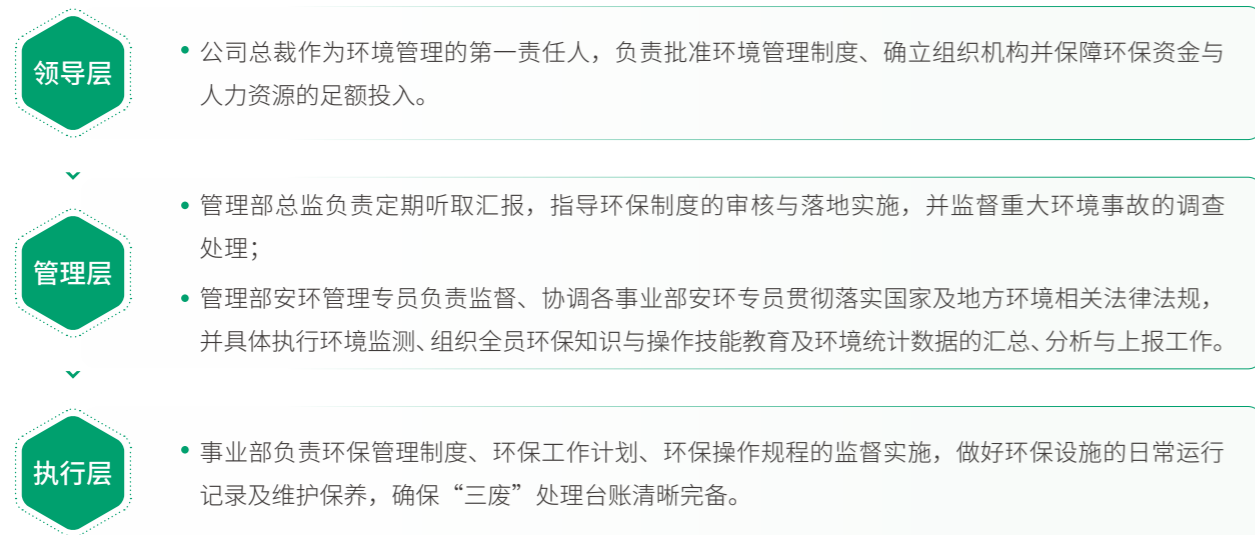 领导层
公司总裁作为环境管理的第一责任人，负责批准环境管理制度、确立组织机构并保障环保资金与
人力资源的足额投入。
管理层
管理部总监负责定期听取汇报，指导环保制度的审核与落地实施，并监督重大环境事故的调查
处理；
管理部安环管理专员负责监督、协调各事业部安环专员贯彻落实国家及地方环境相关法律法规，
并具体执行环境监测、组织全员环保知识与操作技能教育及环境统计数据的汇总、分析与上报工作。
执行层
事业部负责环保管理制度、环保工作计划、环保操作规程的监督实施，做好环保设施的日常运行
记录及维护保养，确保“三废”处理台账清晰完备。